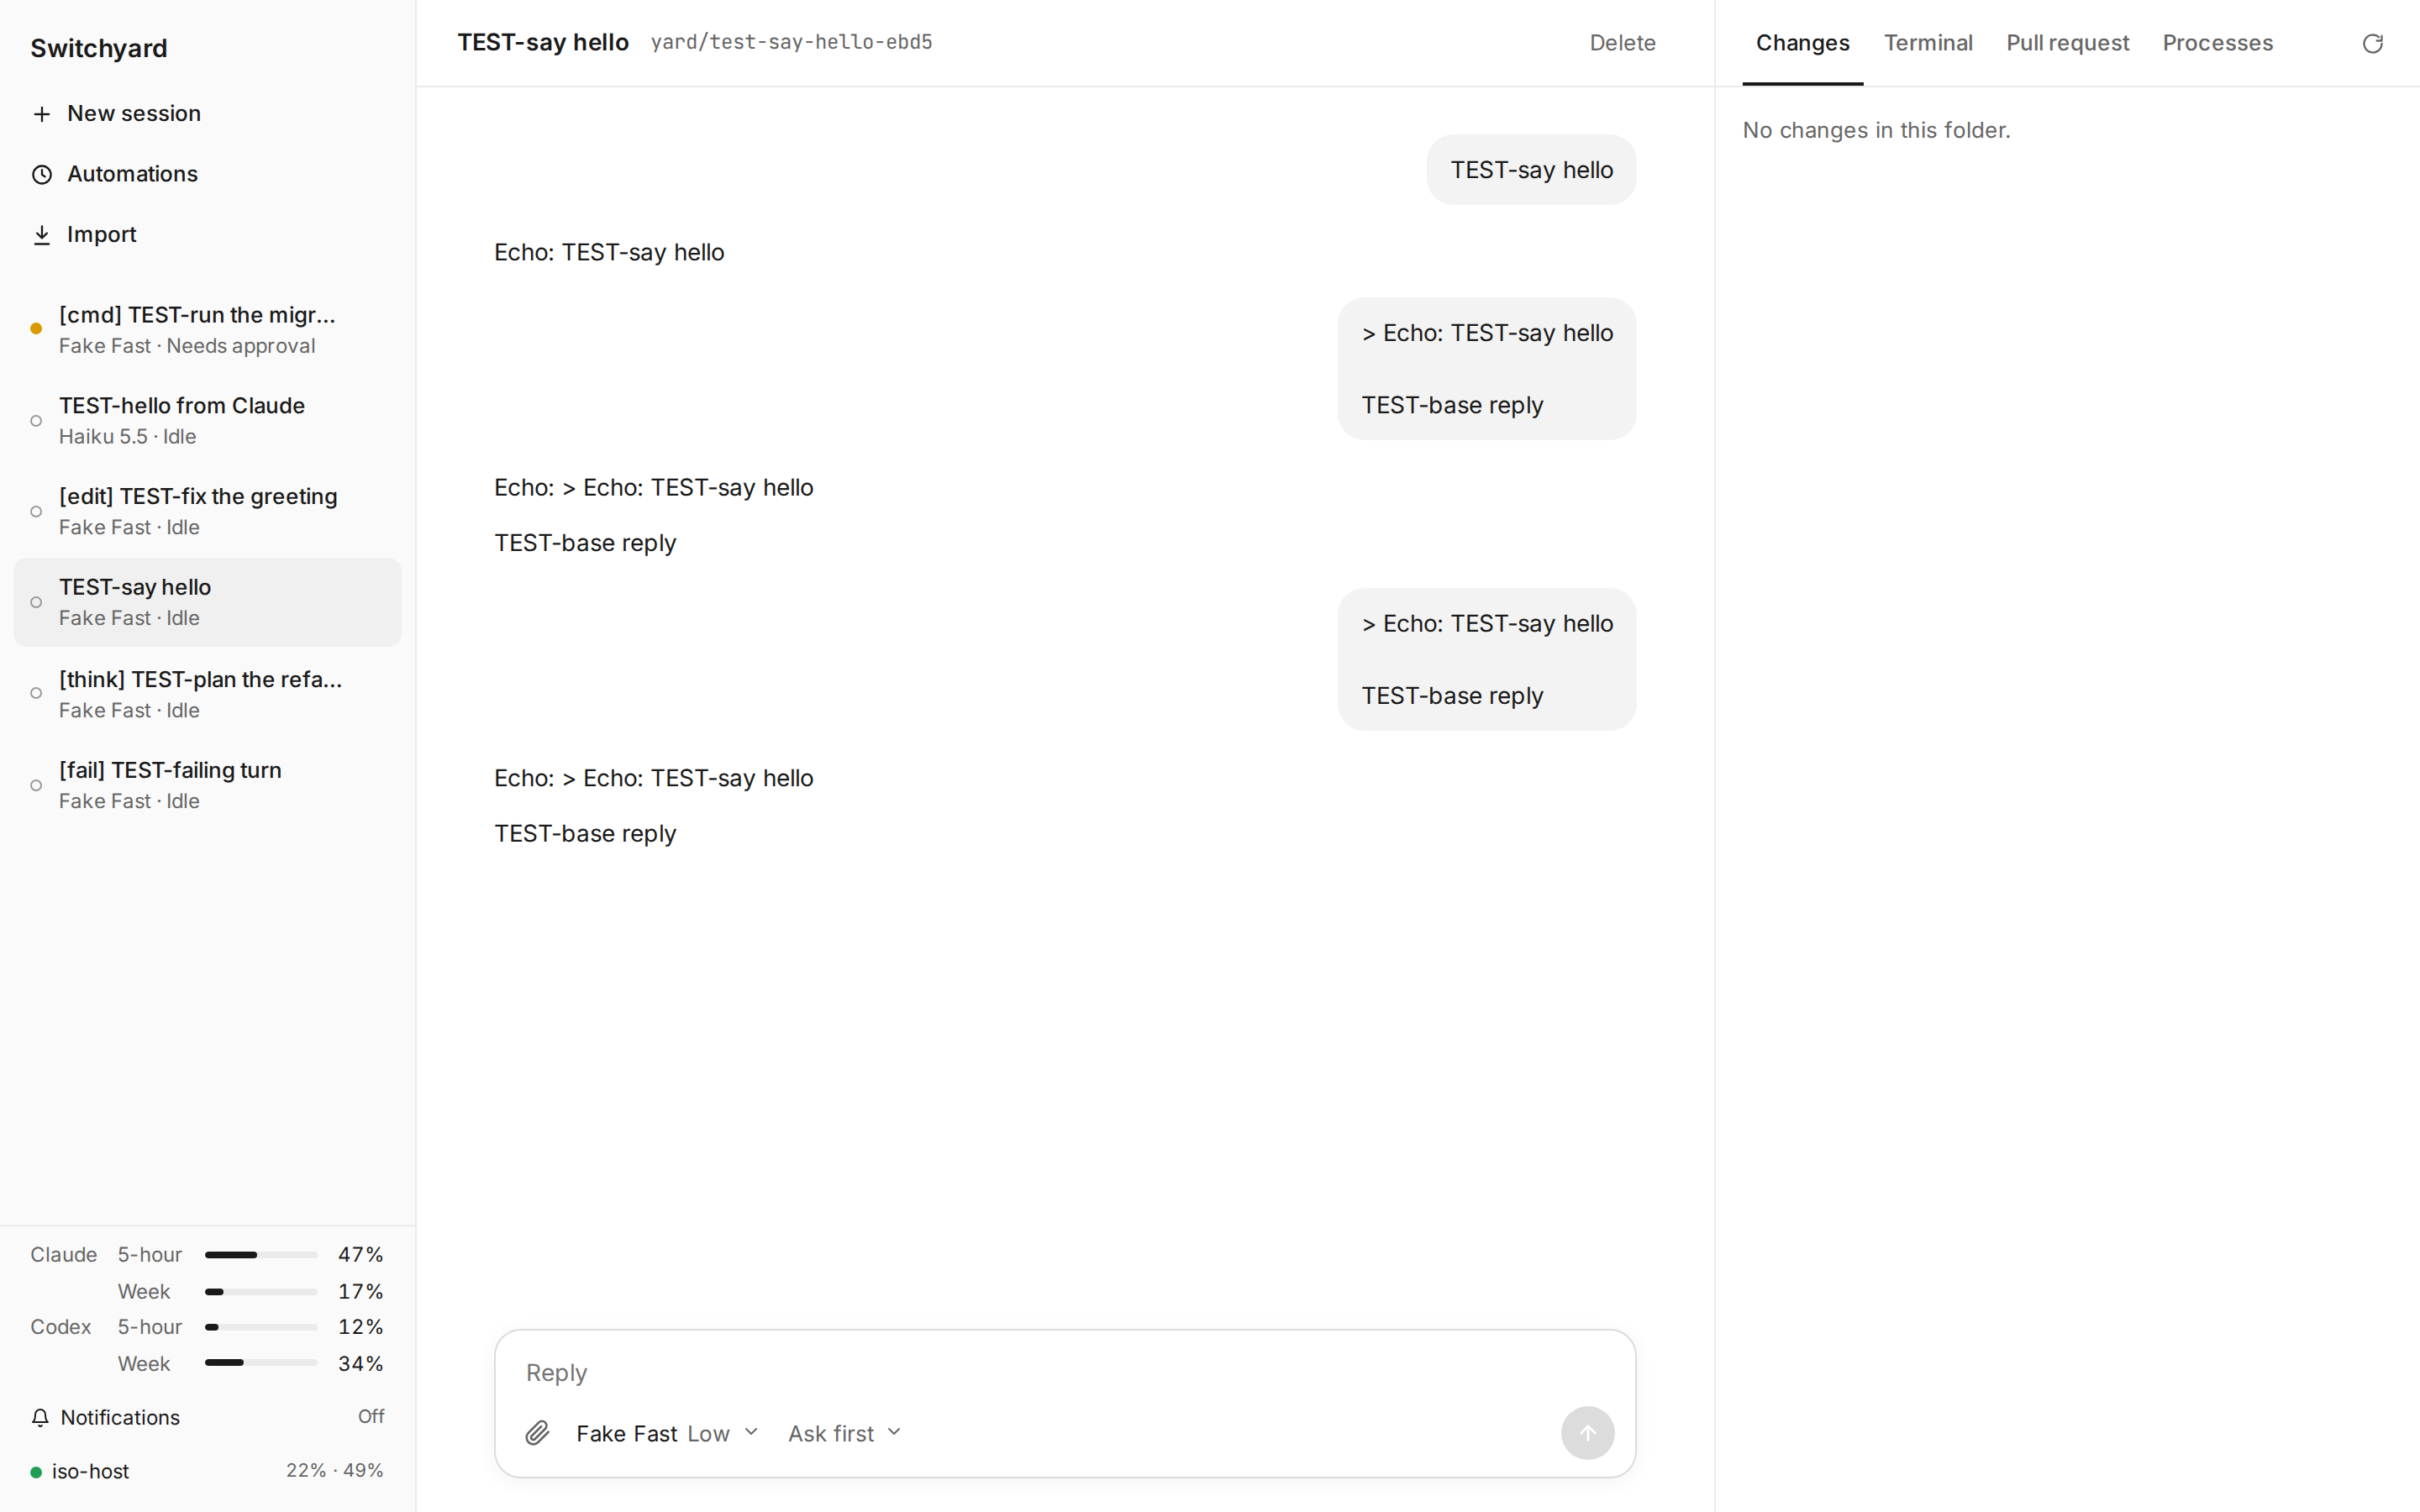 Switchyard
New session
Automations
Import
[cmd] TEST-run the migr...
Fake Fast · Needs approval
TEST-hello from Claude
Haiku 5.5 · Idle
[edit] TEST-fix the greeting
Fake Fast · Idle
TEST-say hello
Fake Fast · Idle
[think] TEST-plan the refa...
Fake Fast · Idle
[fail] TEST-failing turn
Fake Fast · Idle
Claude 5-hour 47%
Week 17%
Codex 5-hour 12%
Week 34%
Notifications Off
iso-host 22% · 49%
TEST-say hello yard/test-say-hello-ebd5 Delete
TEST-say hello
Echo: TEST-say hello
> Echo: TEST-say hello
TEST-base reply
Echo: > Echo: TEST-say hello
TEST-base reply
> Echo: TEST-say hello
TEST-base reply
Echo: > Echo: TEST-say hello
TEST-base reply
Reply
Fake Fast Low Ask first
Changes Terminal Pull request Processes
No changes in this folder.